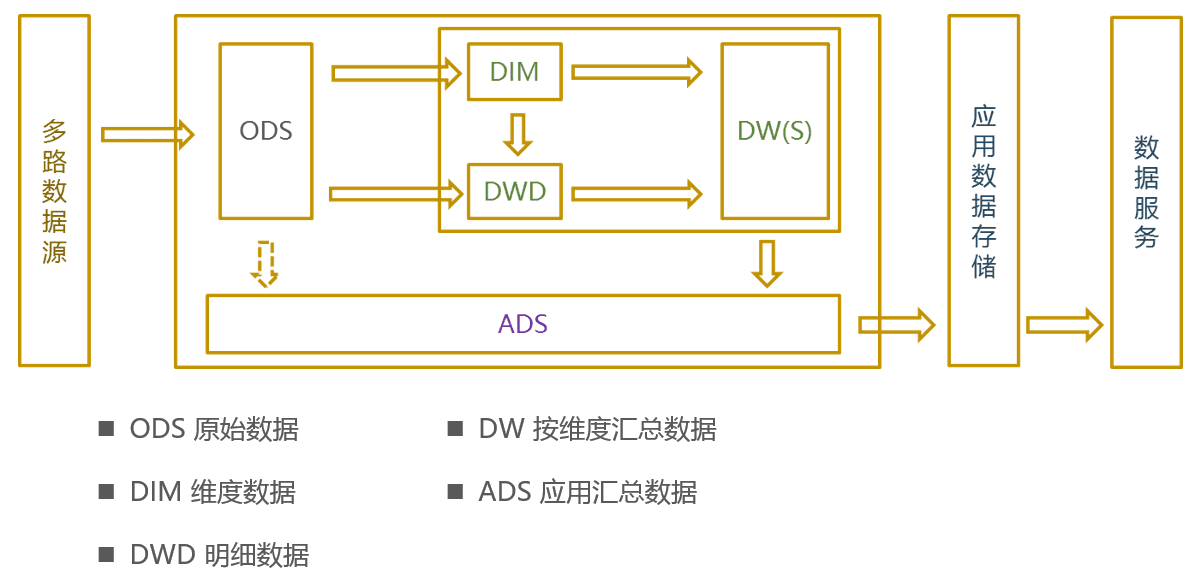 多路数据源
ODS
DIM
DWD
DW(S)
ADS
应用数据存储
数据服务
ODS 原始数据
DW 按维度汇总数据
DIM 维度数据
ADS 应用汇总数据
DWD 明细数据